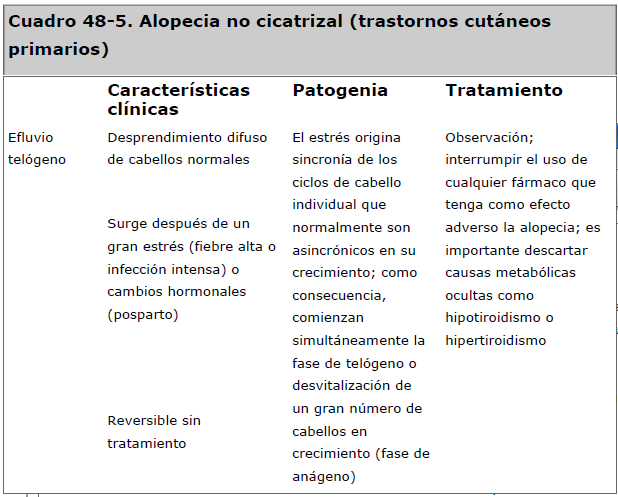 Cuadro 48-5. Alopecia no cicatrizal (trastornos cutáneos
primarios)
Características
clínicas
Patogenia
Tratamiento
Efluvio
telógeno
Desprendimiento difuso
de cabellos normales
Surge después de un
gran estrés (fiebre alta o
infección intensa) o
cambios hormonales
(posparto)
Reversible sin
tratamiento
El estrés origina
sincronía de los
ciclos de cabello
individual que
normalmente son
asincrónicos en su
crecimiento; como
consecuencia,
comienzan
simultáneamente la
fase de telógeno o
desvitalización de
un gran número de
cabellos en
crecimiento (fase de
anágeno)
Observación;
interrumpir el uso de
cualquier fármaco que
tenga como efecto
adverso la alopecia; es
importante descartar
causas metabólicas
ocultas como
hipotiroidismo o
hipertiroidismo